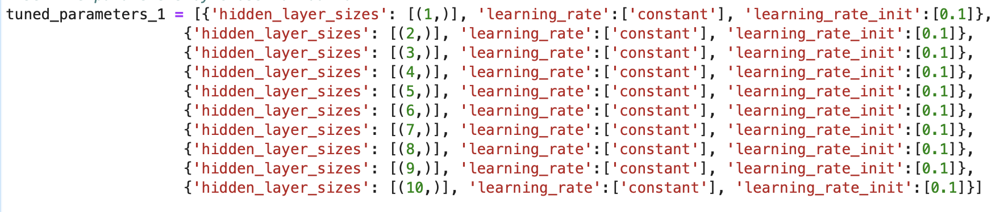 tuned_parameters_1 = [{'hidden_layer_sizes': [(1,)], 'learning_rate':['constant'], 'learning_rate_init':[0.1]},
{'hidden_layer_sizes': [(2,)], 'learning_rate':['constant'], 'learning_rate_init':[0.1]},
{'hidden_layer_sizes': [(3,)], 'learning_rate':['constant'], 'learning_rate_init':[0.1]},
{'hidden_layer_sizes': [(4,)], 'learning_rate':['constant'], 'learning_rate_init':[0.1]},
{'hidden_layer_sizes': [(5,)], 'learning_rate':['constant'], 'learning_rate_init':[0.1]},
{'hidden_layer_sizes': [(6,)], 'learning_rate':['constant'], 'learning_rate_init':[0.1]},
{'hidden_layer_sizes': [(7,)], 'learning_rate':['constant'], 'learning_rate_init':[0.1]},
{'hidden_layer_sizes': [(8,)], 'learning_rate':['constant'], 'learning_rate_init':[0.1]},
{'hidden_layer_sizes': [(9,)], 'learning_rate':['constant'], 'learning_rate_init':[0.1]},
{'hidden_layer_sizes': [(10,)], 'learning_rate':['constant'], 'learning_rate_init':[0.1]}]